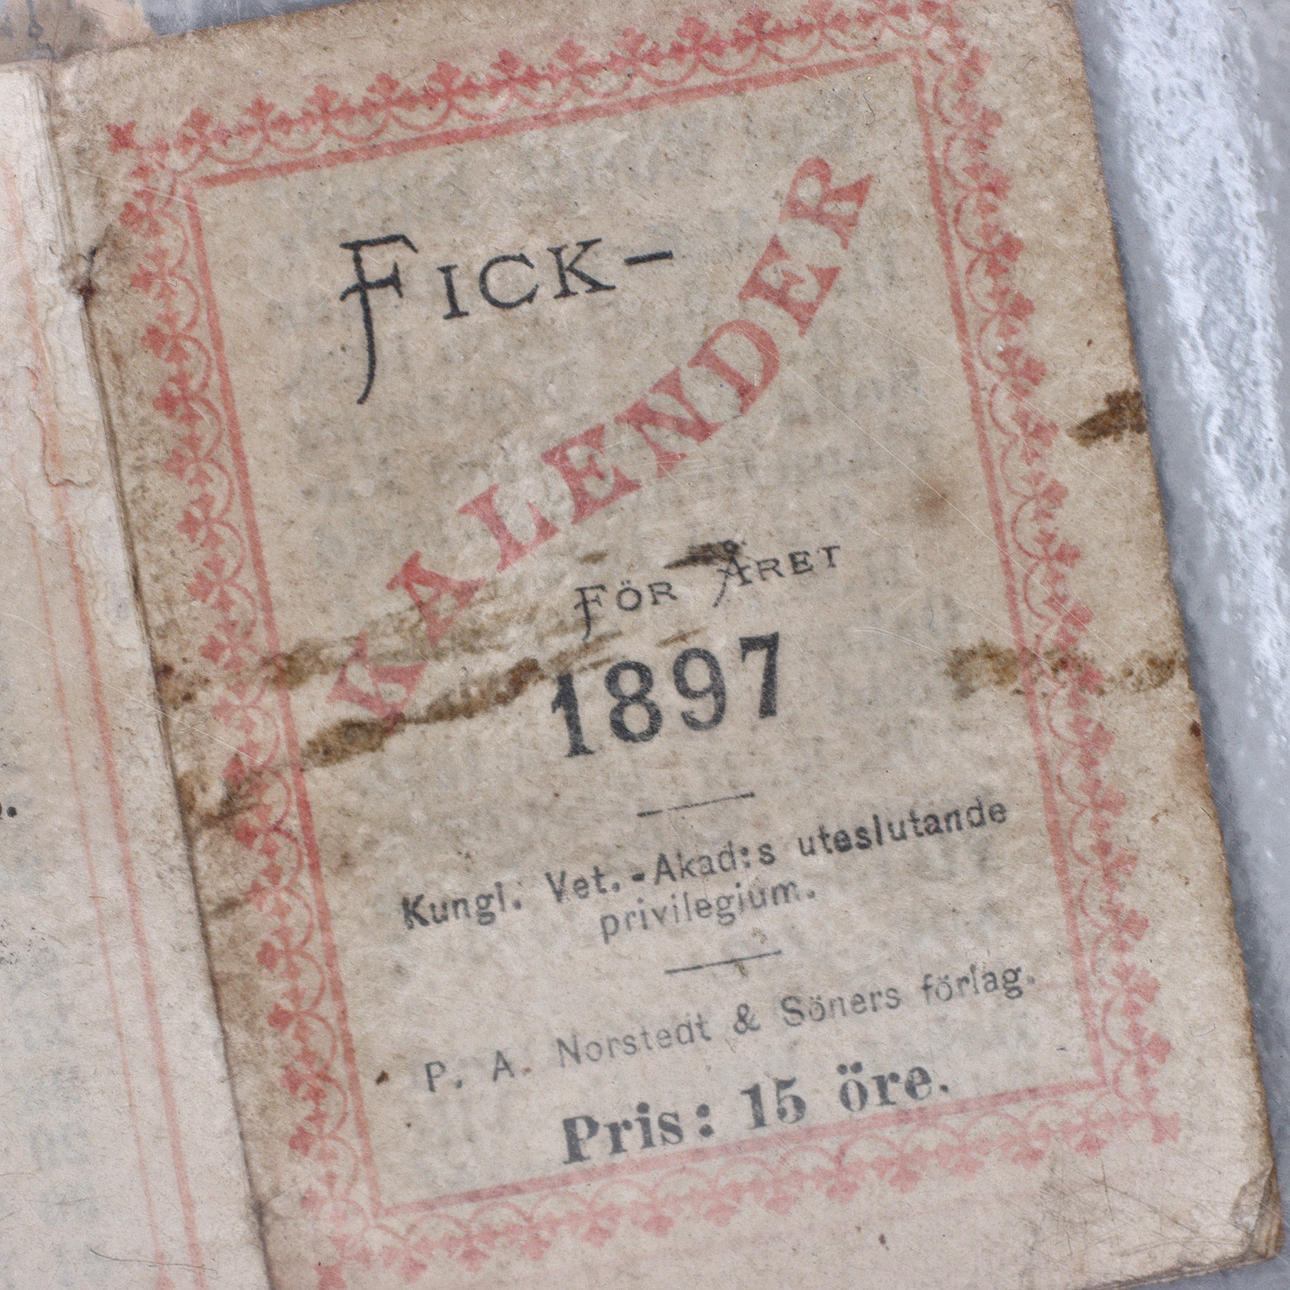 FICK-
KALENDER
FÖR ÅRET
1897
Kungl. Vet.-Akad:s uteslutande
privilegium.
P. A. Norstedt & Söners förlag.
Pris: 15 öre.